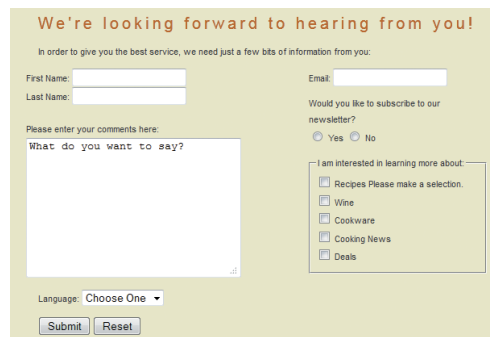 We're looking forward to hearing from you!
In order to give you the best service, we need just a few bits of information from you:
First Name:
Last Name:
Please enter your comments here:
What do you want to say?
Language: Choose One
Submit Reset
Email:
Would you like to subscribe to our
newsletter?
Yes No
I am interested in learning more about:
Recipes Please make a selection.
Wine
Cookware
Cooking News
Deals